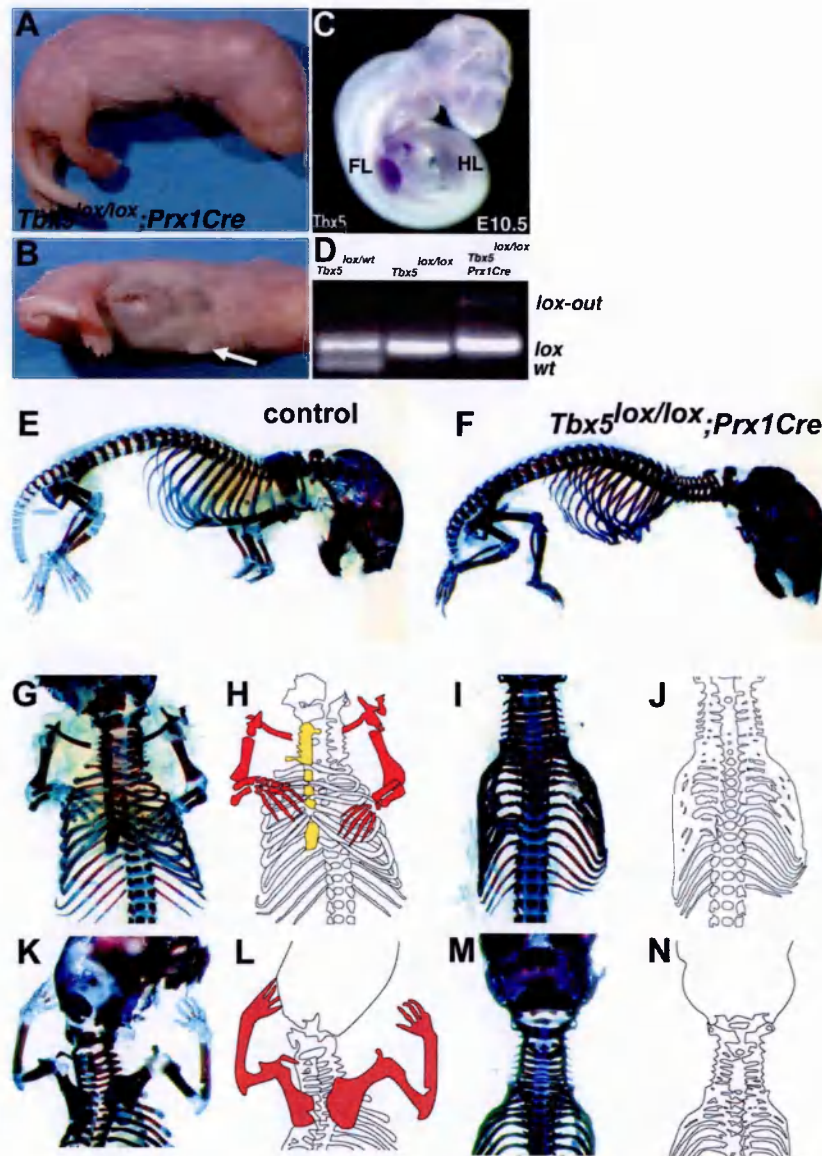 A
C
Tbx5lox/lox;Prx1Cre
FL
HL
Tbx5
E10.5
B
D
Tbx5lox/wt
Tbx5lox/lox
Tbx5lox/lox
Prx1Cre
lox-out
lox
wt
E
control
F
Tbx5lox/lox;Prx1Cre
G
H
I
J
K
L
M
N